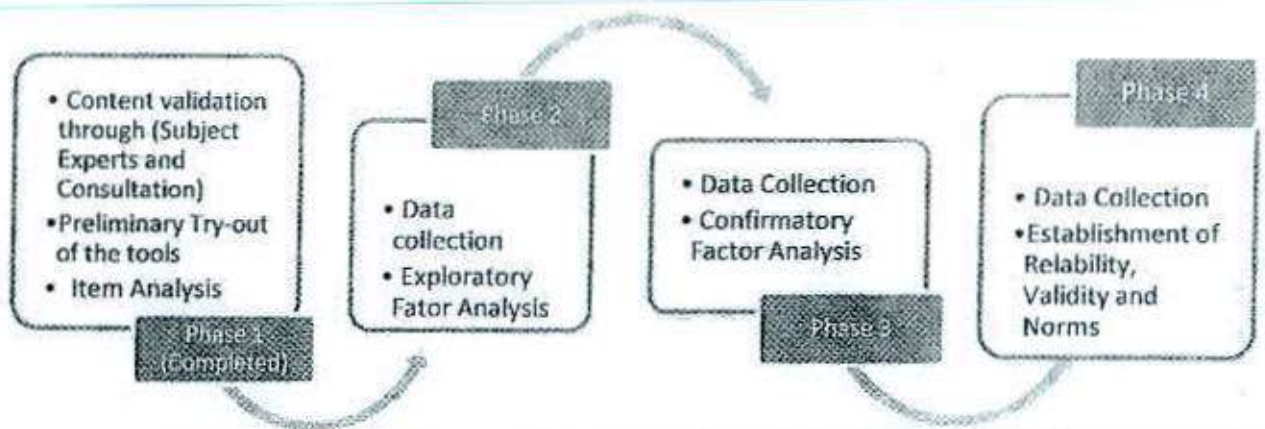 • Content validation
through (Subject
Experts and
Consultation)
•Preliminary Try-out
of the tools
• Item Analysis
Phase 1
(Completed)
Phase 2
• Data
collection
• Exploratory
Fator Analysis
• Data Collection
• Confirmatory
Factor Analysis
Phase 3
Phase 4
• Data Collection
•Establishment of
Relability,
Validity and
Norms